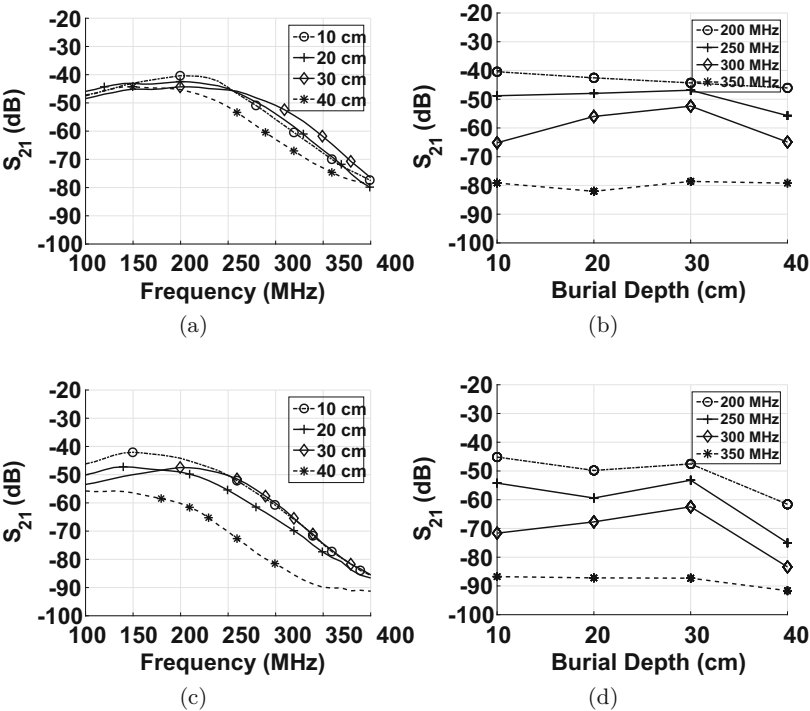 -20
-30
-40
-50
-60
-70
-80
-90
-100
S21 (dB)
10 cm
20 cm
30 cm
40 cm
100 150 200 250 300 350 400
Frequency (MHz)
(a)
-20
-30
-40
-50
-60
-70
-80
-90
-100
S21 (dB)
200 MHz
250 MHz
300 MHz
350 MHz
10 20 30 40
Burial Depth (cm)
(b)
-20
-30
-40
-50
-60
-70
-80
-90
-100
S21 (dB)
10 cm
20 cm
30 cm
40 cm
100 150 200 250 300 350 400
Frequency (MHz)
(c)
-20
-30
-40
-50
-60
-70
-80
-90
-100
S21 (dB)
200 MHz
250 MHz
300 MHz
350 MHz
10 20 30 40
Burial Depth (cm)
(d)